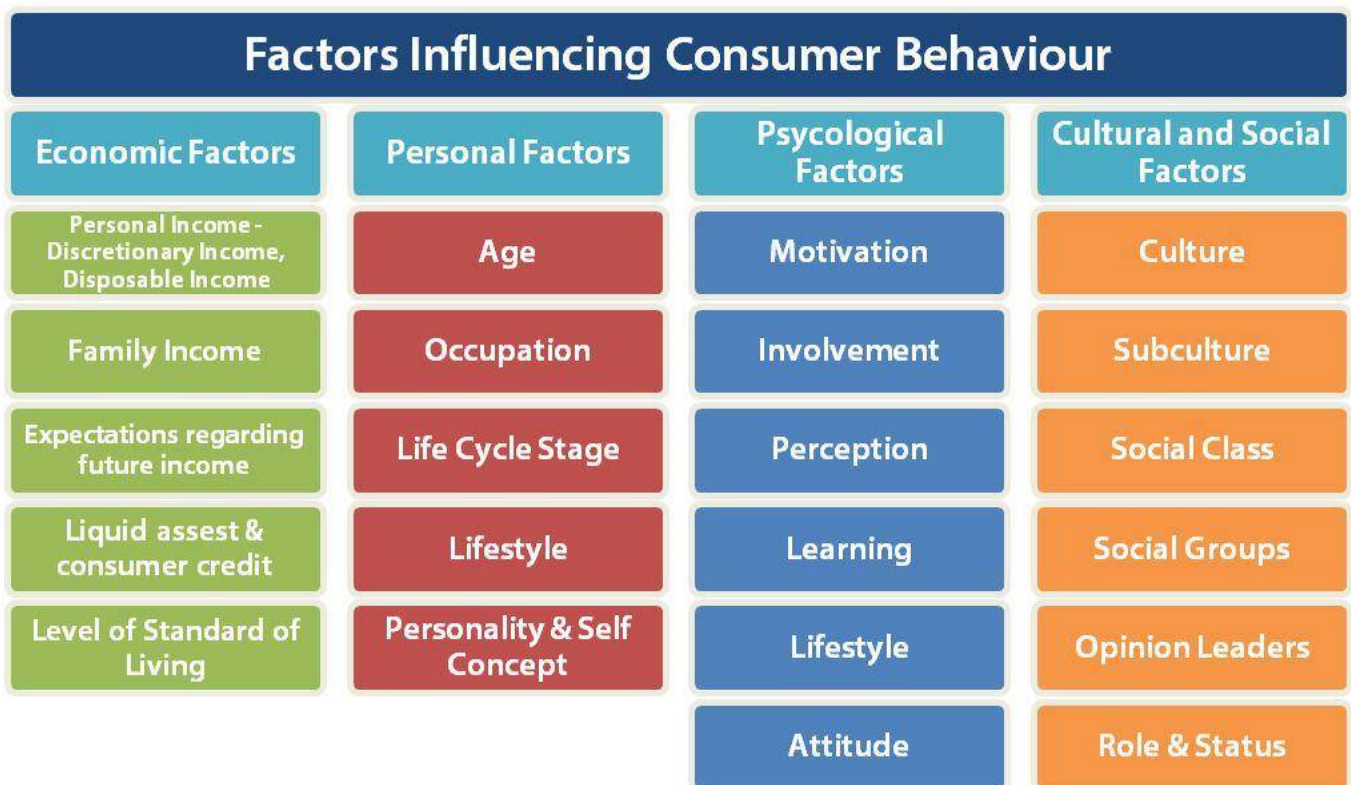 Factors Influencing Consumer Behaviour
Economic Factors
Personal Income -
Discretionary Income,
Disposable Income
Family Income
Expectations regarding
future income
Liquid assest &
consumer credit
Level of Standard of
Living
Personal Factors
Age
Occupation
Life Cycle Stage
Lifestyle
Personality & Self
Concept
Psycological
Factors
Motivation
Involvement
Perception
Learning
Lifestyle
Attitude
Cultural and Social
Factors
Culture
Subculture
Social Class
Social Groups
Opinion Leaders
Role & Status